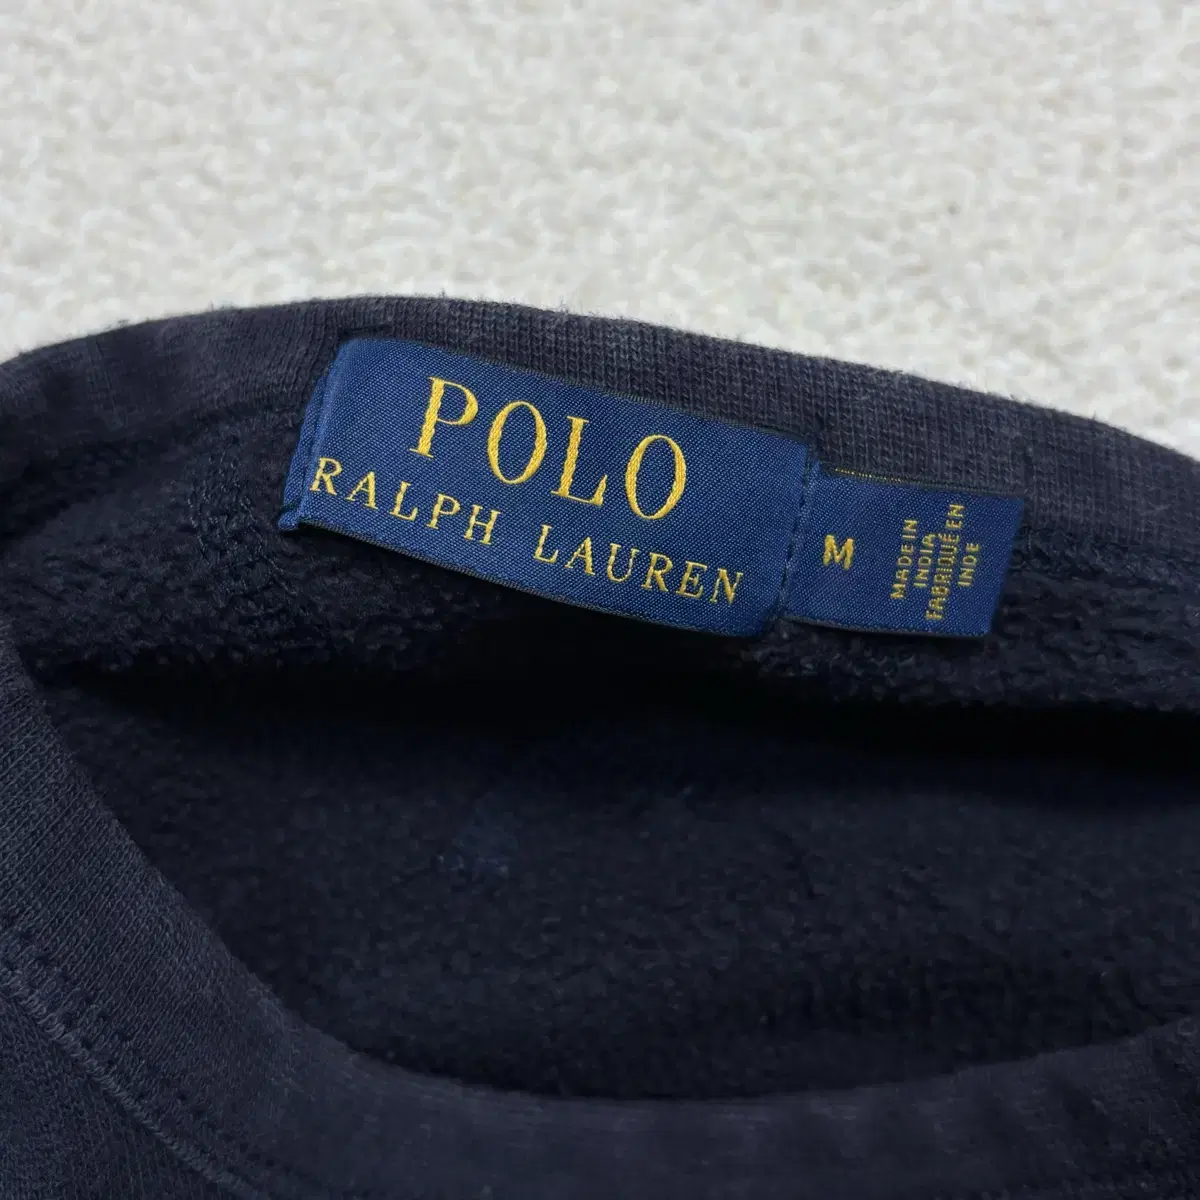 POLO
RALPH LAUREN
M
MADE IN
INDIA
FABRIQUÉ EN
INDE